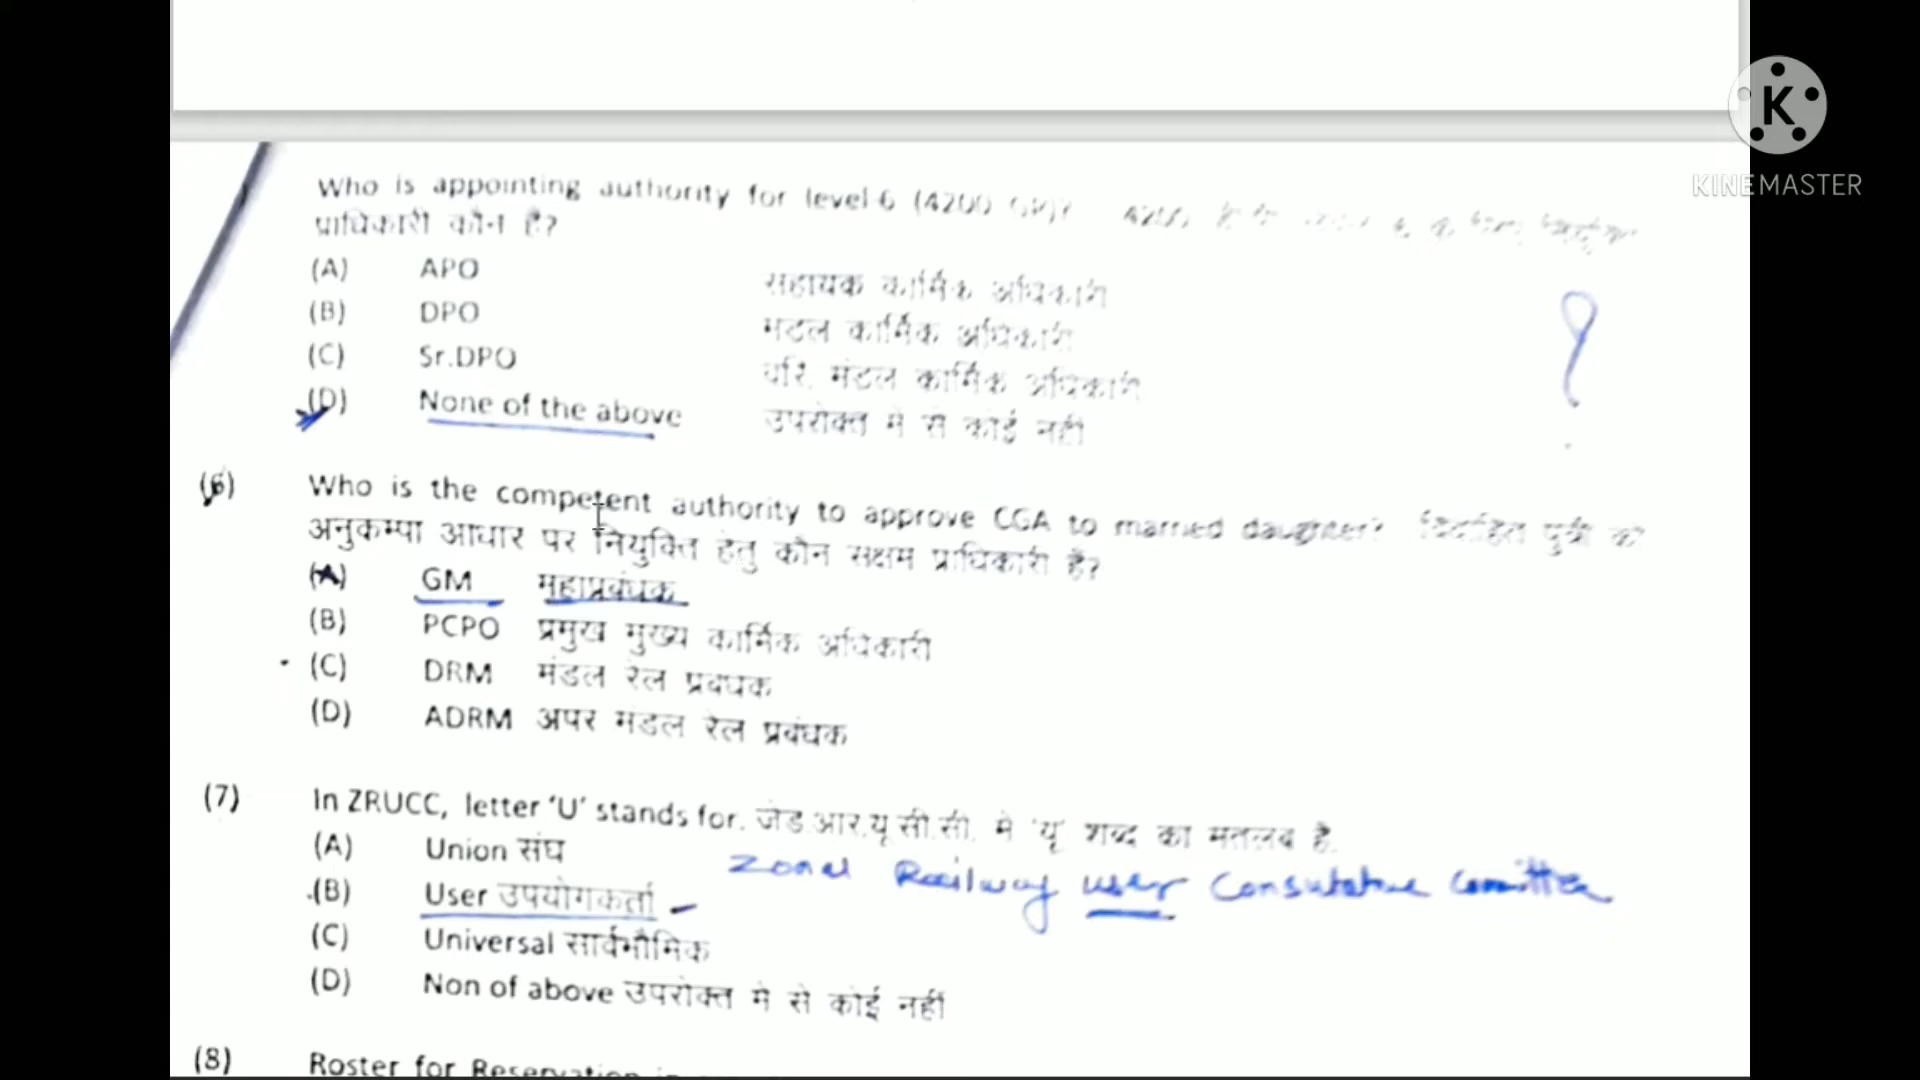 K
KINEMASTER
Who is appointing authority for level-6 (4200 GP)? 4200
प्राधिकारी कौन है?
(A) APO सहायक कार्मिक अधिकारी
(B) DPO मंडल कार्मिक अधिकारी
(C) Sr.DPO वरि. मंडल कार्मिक अधिकारी
(D) None of the above उपरोक्त मे से कोई नहीं
(6) Who is the competent authority to approve CGA to married daughter? विवाहित पुत्री को
अनुकम्पा आधार पर नियुक्ति हेतु कौन सक्षम प्राधिकारी है?
(A) GM महाप्रबंधक
(B) PCPO प्रमुख मुख्य कार्मिक अधिकारी
(C) DRM मंडल रेल प्रबधक
(D) ADRM अपर मंडल रेल प्रबंधक
(7) In ZRUCC, letter 'U' stands for. जेड.आर.यू.सी.सी. मे 'यू' शब्द का मतलब है.
(A) Union संघ
Zonal Railway user Consutative Committee
(B) User उपयोगकर्ता
(C) Universal सार्वभौमिक
(D) Non of above उपरोक्त मे से कोई नहीं
(8) Roster for Reservation